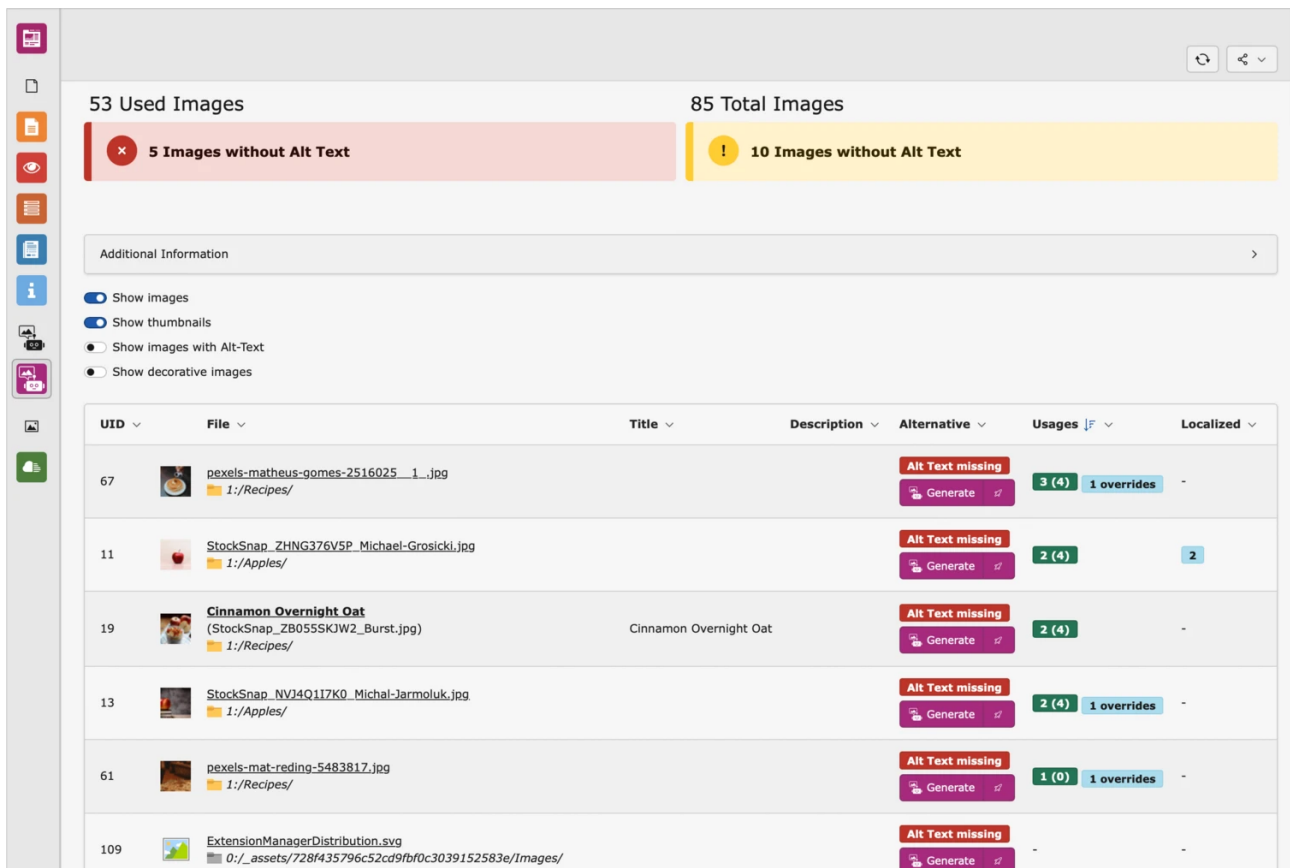 53 Used Images
85 Total Images
5 Images without Alt Text
10 Images without Alt Text
Additional Information
Show images
Show thumbnails
Show images with Alt-Text
Show decorative images
UID File Title Description Alternative Usages Localized
67
pexels-matheus-gomes-2516025__1_.jpg
1:/Recipes/
Alt Text missing
Generate
3 (4) 1 overrides -
11
StockSnap_ZHNG376V5P_Michael-Grosicki.jpg
1:/Apples/
Alt Text missing
Generate
2 (4) 2
19
Cinnamon Overnight Oat
(StockSnap_ZB055SKJW2_Burst.jpg)
1:/Recipes/
Cinnamon Overnight Oat
Alt Text missing
Generate
2 (4) -
13
StockSnap_NVJ4Q1I7K0_Michal-Jarmoluk.jpg
1:/Apples/
Alt Text missing
Generate
2 (4) 1 overrides -
61
pexels-mat-reding-5483817.jpg
1:/Recipes/
Alt Text missing
Generate
1 (0) 1 overrides -
109
ExtensionManagerDistribution.svg
0:/_assets/728f435796c52cd9fbf0c3039152583e/Images/
Alt Text missing
Generate
- -